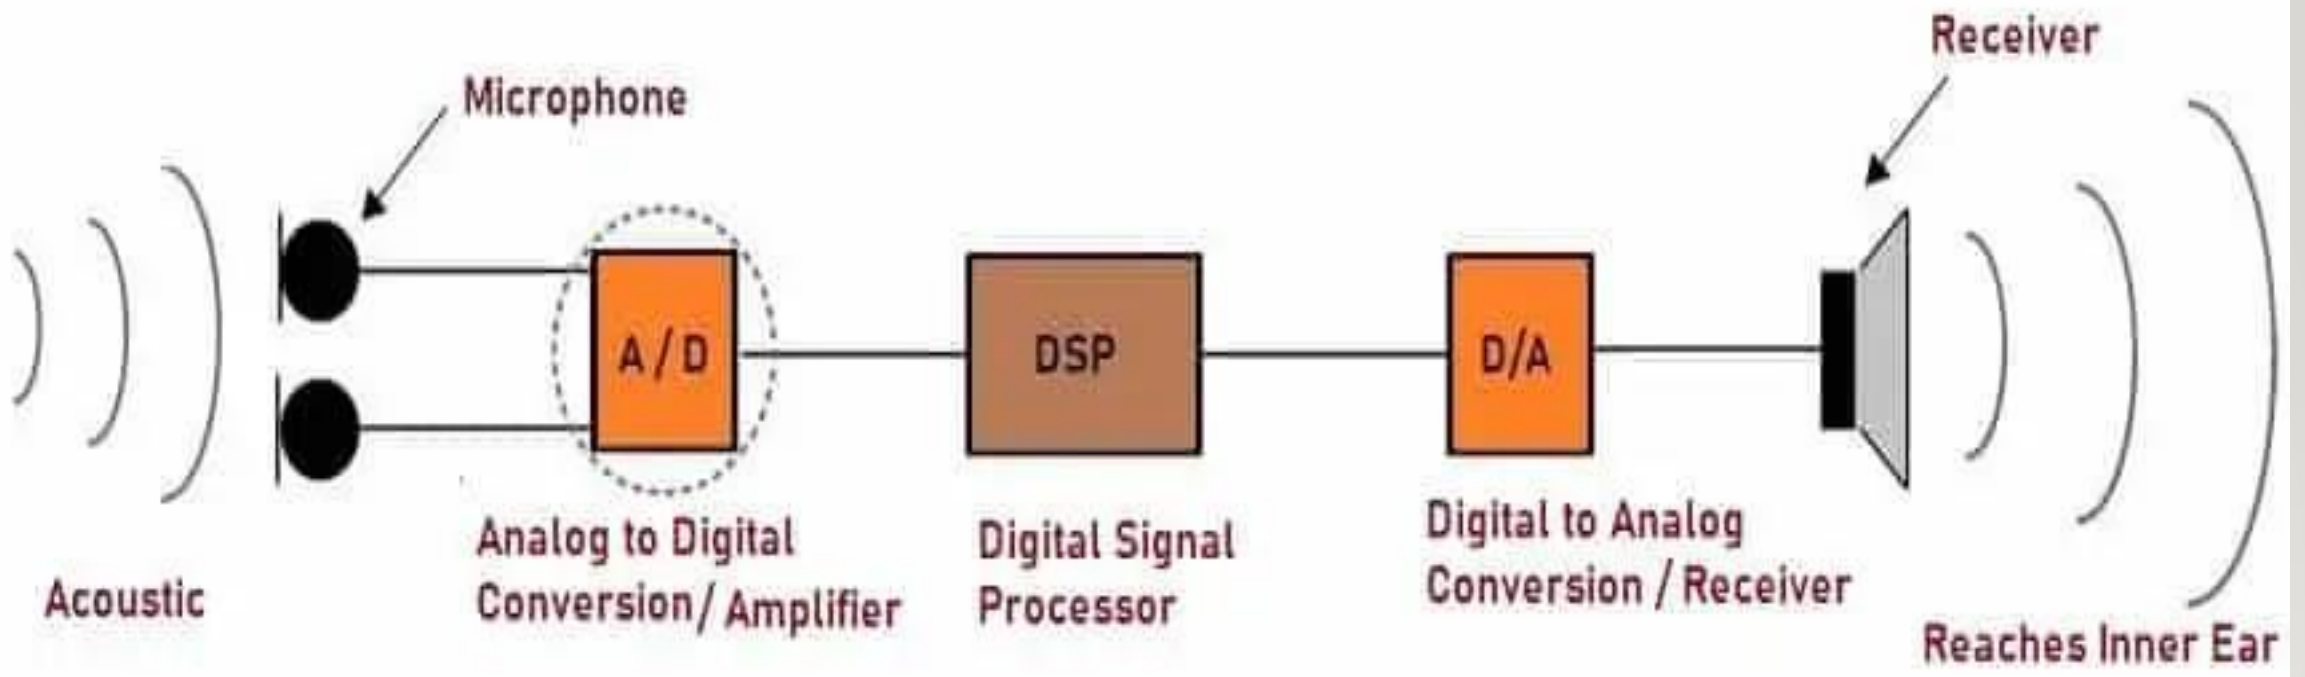 Receiver
Microphone
A / D
DSP
D/A
Analog to Digital
Conversion/ Amplifier
Digital Signal
Processor
Digital to Analog
Conversion / Receiver
Acoustic
Reaches Inner Ear